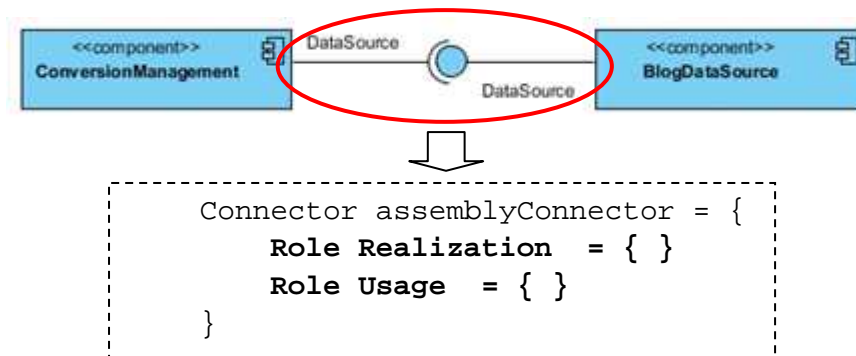 <<component>>
ConversionManagement
DataSource
DataSource
<<component>>
BlogDataSource
Connector assemblyConnector = {
Role Realization = { }
Role Usage = { }
}